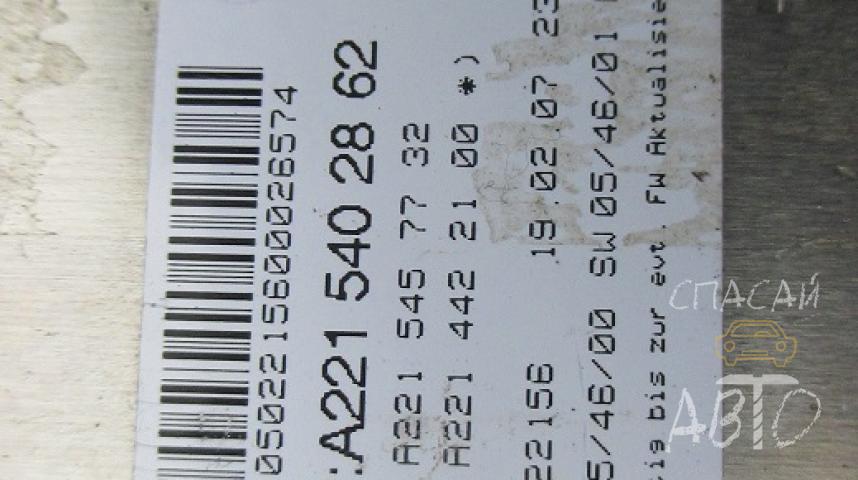 0502215600026574
:A221 540 28 62
A221 545 77 32
A221 442 21 00 *)
22156 19.02.07 23
5/46/00 SW 05/46/01
bis zur evt. FW Aktualisie
СПАСАЙ
АВТО